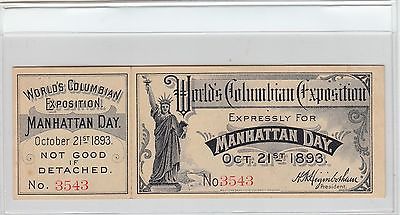 WORLD'S COLUMBIAN
EXPOSITION.
MANHATTAN DAY.
October 21ST 1893.
NOT GOOD
IF
DETACHED.
No. 3543
World's Columbian Exposition
EXPRESSLY FOR
MANHATTAN DAY.
OCT. 21ST 1893.
No 3543
H.N. Higinbotham
President.